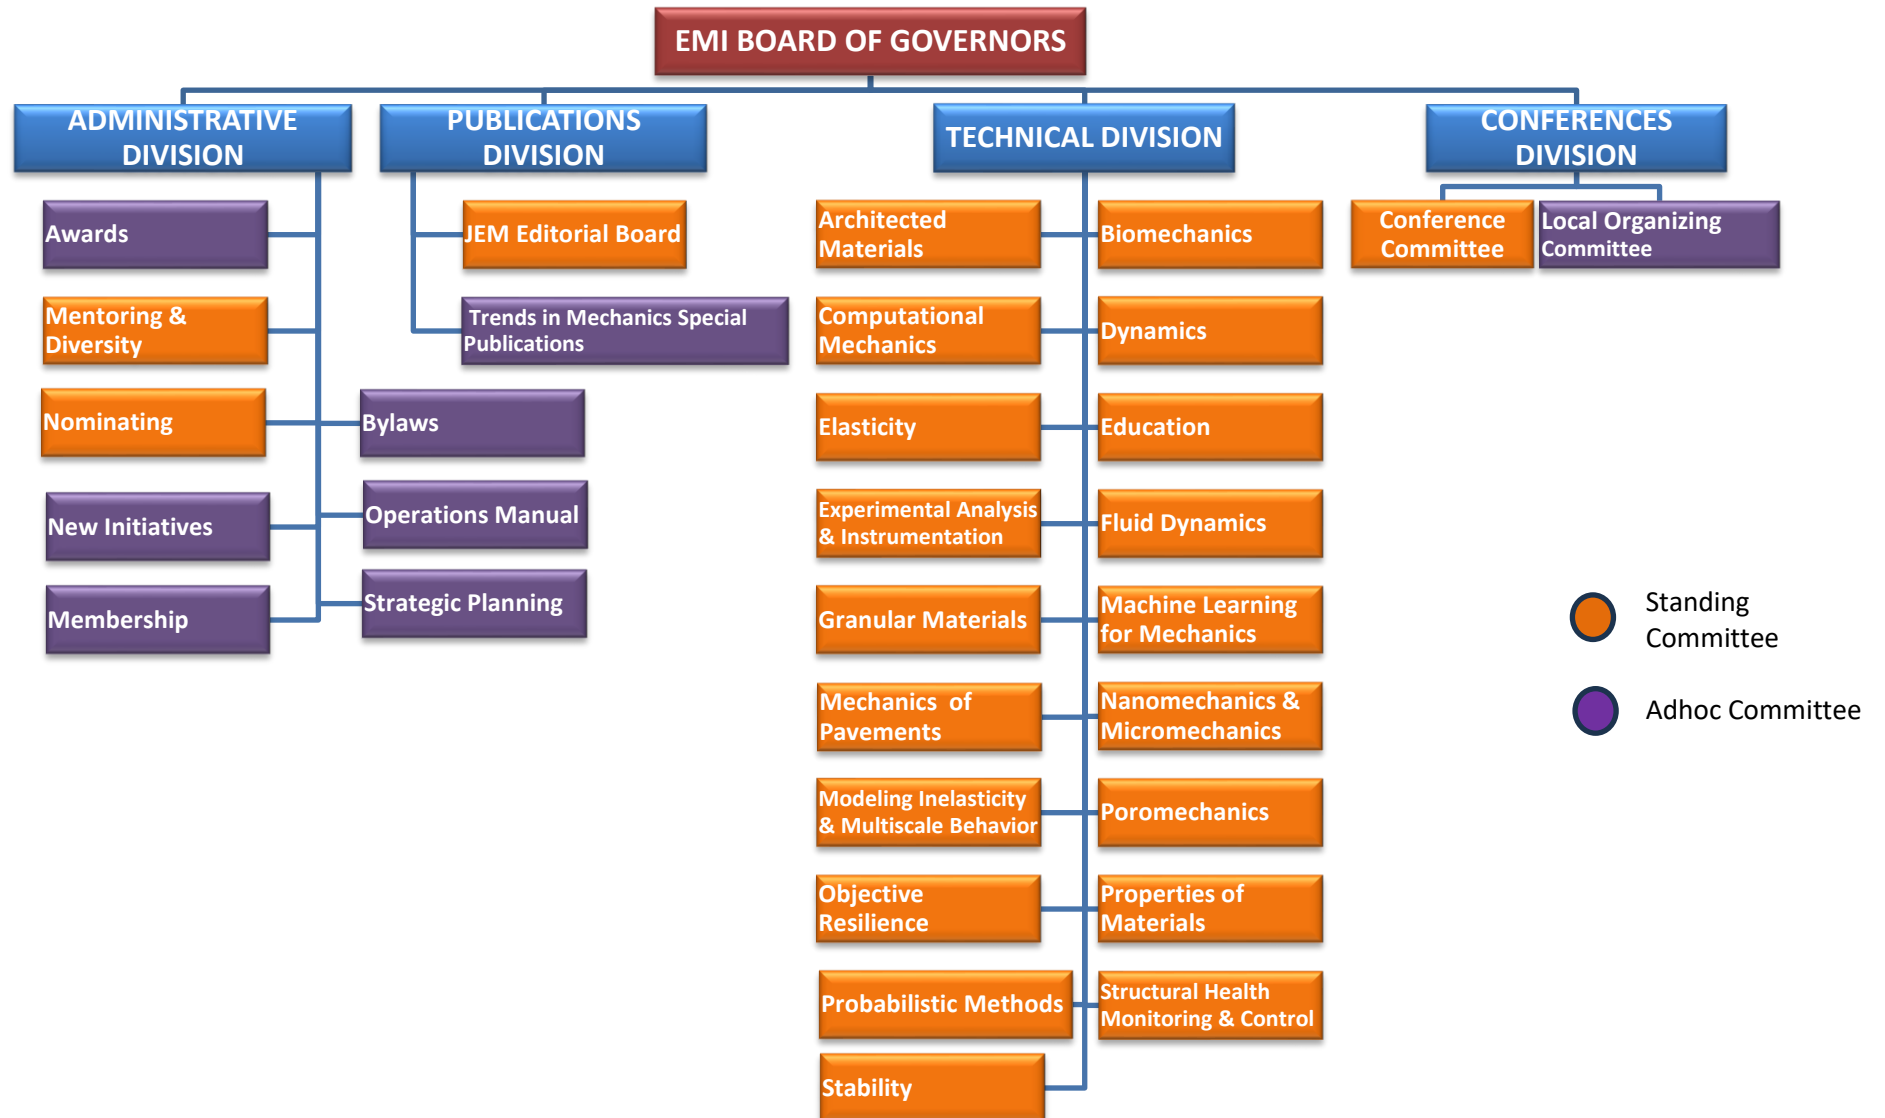 EMI BOARD OF GOVERNORS
ADMINISTRATIVE
DIVISION
Awards
Mentoring &
Diversity
Nominating
New Initiatives
Membership
Bylaws
Operations Manual
Strategic Planning
PUBLICATIONS
DIVISION
JEM Editorial Board
Trends in Mechanics Special
Publications
TECHNICAL DIVISION
Architected
Materials
Biomechanics
Computational
Mechanics
Dynamics
Elasticity
Education
Experimental Analysis
& Instrumentation
Fluid Dynamics
Granular Materials
Machine Learning
for Mechanics
Mechanics of
Pavements
Nanomechanics &
Micromechanics
Modeling Inelasticity
& Multiscale Behavior
Poromechanics
Objective
Resilience
Properties of
Materials
Probabilistic Methods
Structural Health
Monitoring & Control
Stability
CONFERENCES
DIVISION
Conference
Committee
Local Organizing
Committee
Standing
Committee
Adhoc Committee